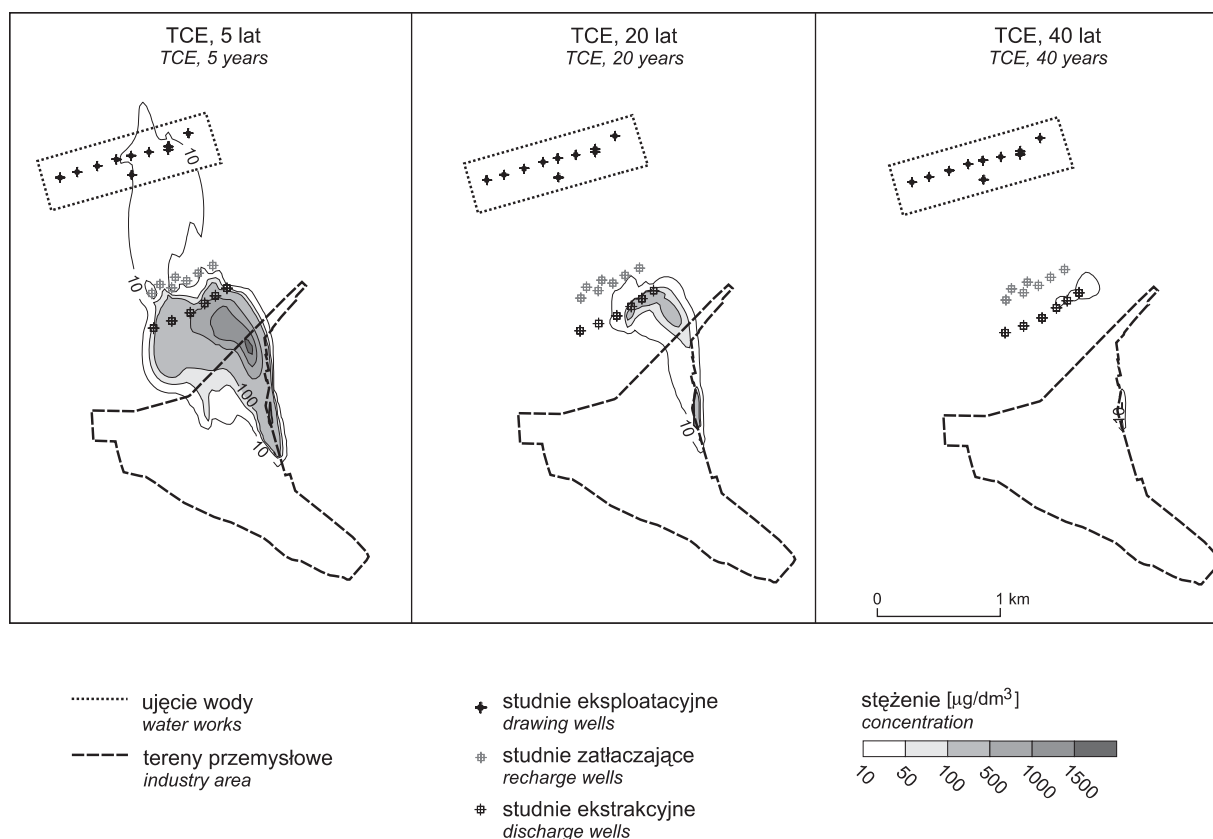 TCE, 5 lat
TCE, 5 years
TCE, 20 lat
TCE, 20 years
TCE, 40 lat
TCE, 40 years
10
10
100
10
10
10
0 1 km
ujęcie wody
water works
tereny przemysłowe
industry area
studnie eksploatacyjne
drawing wells
studnie zatłaczające
recharge wells
studnie ekstrakcyjne
discharge wells
stężenie [µg/dm³]
concentration
10 50 100 500 1000 1500